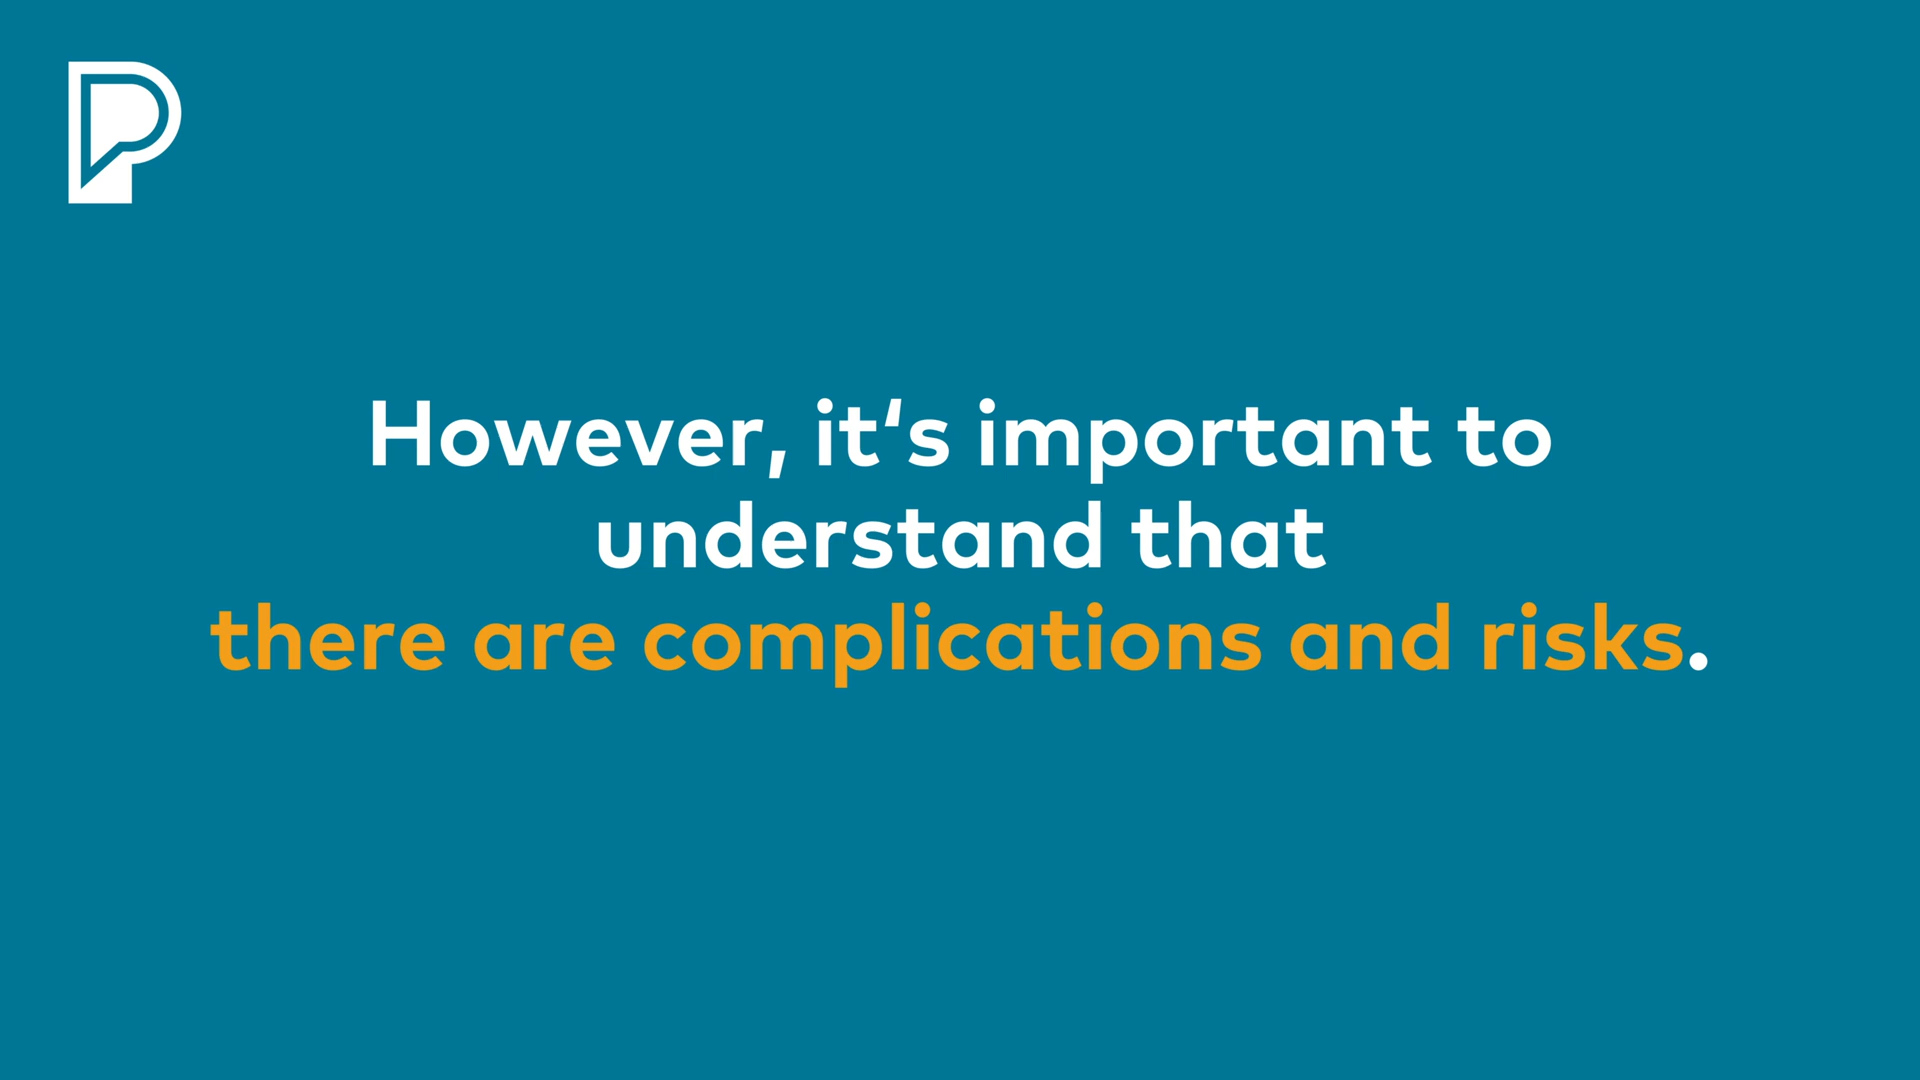 However, it‘s important to
understand that
there are complications and risks.